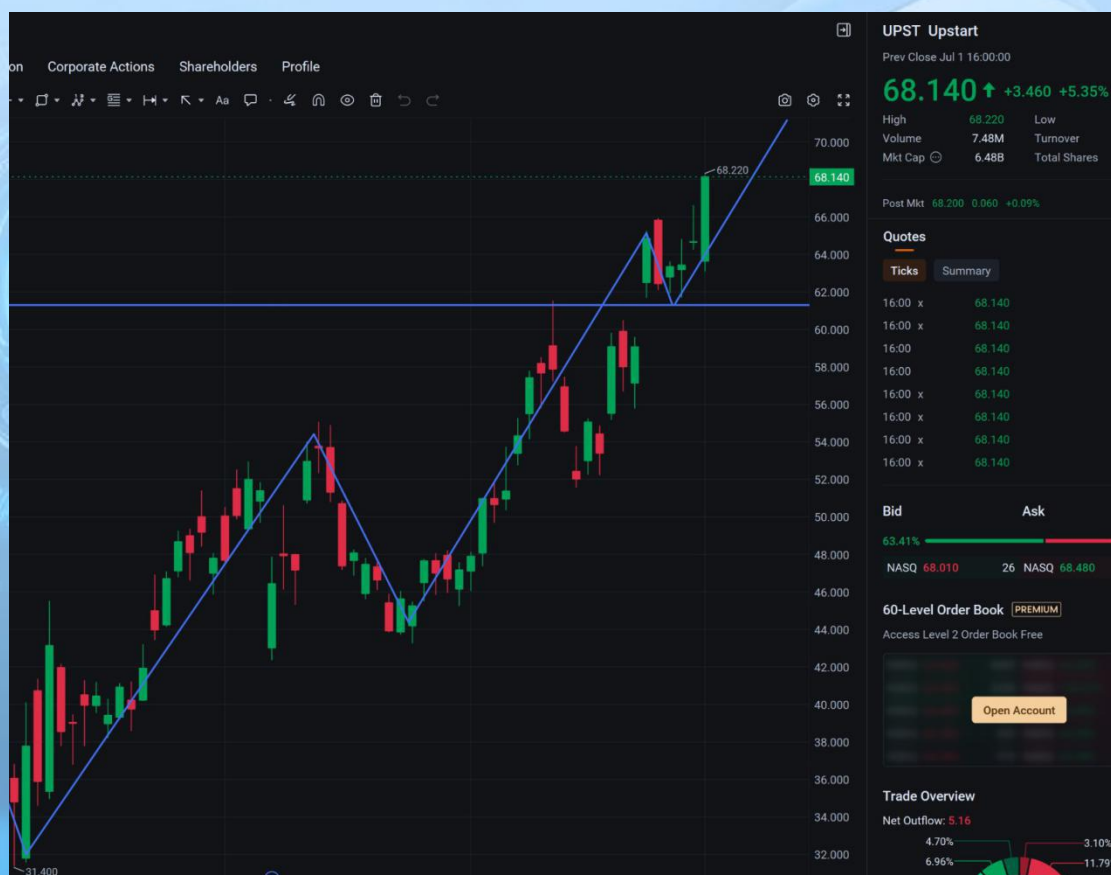 UPST Upstart
on Corporate Actions Shareholders Profile
Prev Close Jul 1 16:00:00
68.140 +3.460 +5.35%
Aa
High 68.220 Low
Volume 7.48M Turnover
Mkt Cap 6.48B Total Shares
Post Mkt 68.200 0.060 +0.09%
Quotes
Ticks Summary
16:00 x 68.140
16:00 x 68.140
16:00 68.140
16:00 68.140
16:00 x 68.140
16:00 x 68.140
16:00 x 68.140
16:00 x 68.140
Bid Ask
63.41%
NASQ 68.010 26 NASQ 68.480
60-Level Order Book PREMIUM
Access Level 2 Order Book Free
Open Account
Trade Overview
Net Outflow: 5.16
4.70% 3.10%
6.96% 11.79
70.000
68.220
68.140
66.000
64.000
62.000
60.000
58.000
56.000
54.000
52.000
50.000
48.000
46.000
44.000
42.000
40.000
38.000
36.000
34.000
32.000
31.400